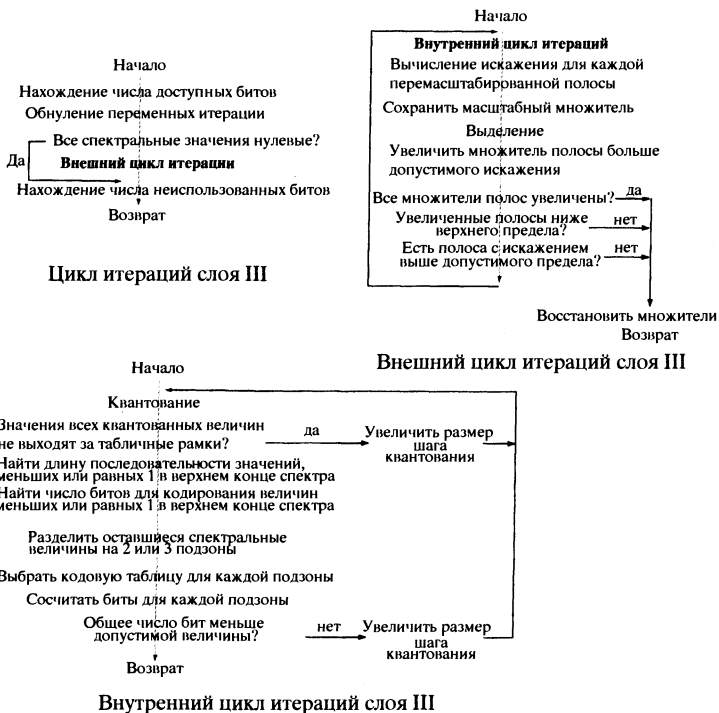 Начало
Нахождение числа доступных битов
Обнуление переменных итерации
Все спектральные значения нулевые?
Да
Внешний цикл итерации
Нахождение числа неиспользованных битов
Возврат
Цикл итераций слоя III
Начало
Внутренний цикл итераций
Вычисление искажения для каждой
перемасштабированной полосы
Сохранить масштабный множитель
Выделение
Увеличить множитель полосы больше
допустимого искажения
Все множители полос увеличены?
да
Увеличенные полосы ниже
верхнего предела?
нет
Есть полоса с искажением
выше допустимого предела?
нет
Восстановить множители
Возврат
Внешний цикл итераций слоя III
Начало
Квантование
Значения всех квантованных величин
не выходят за табличные рамки?
да
Увеличить размер
шага
квантования
Найти длину последовательности значений,
меньших или равных 1 в верхнем конце спектра
Найти число битов для кодирования величин
меньших или равных 1 в верхнем конце спектра
Разделить оставшиеся спектральные
величины на 2 или 3 подзоны
Выбрать кодовую таблицу для каждой подзоны
Сосчитать биты для каждой подзоны
Общее число бит меньше
допустимой величины?
нет
Увеличить размер
шага
квантования
Возврат
Внутренний цикл итераций слоя III